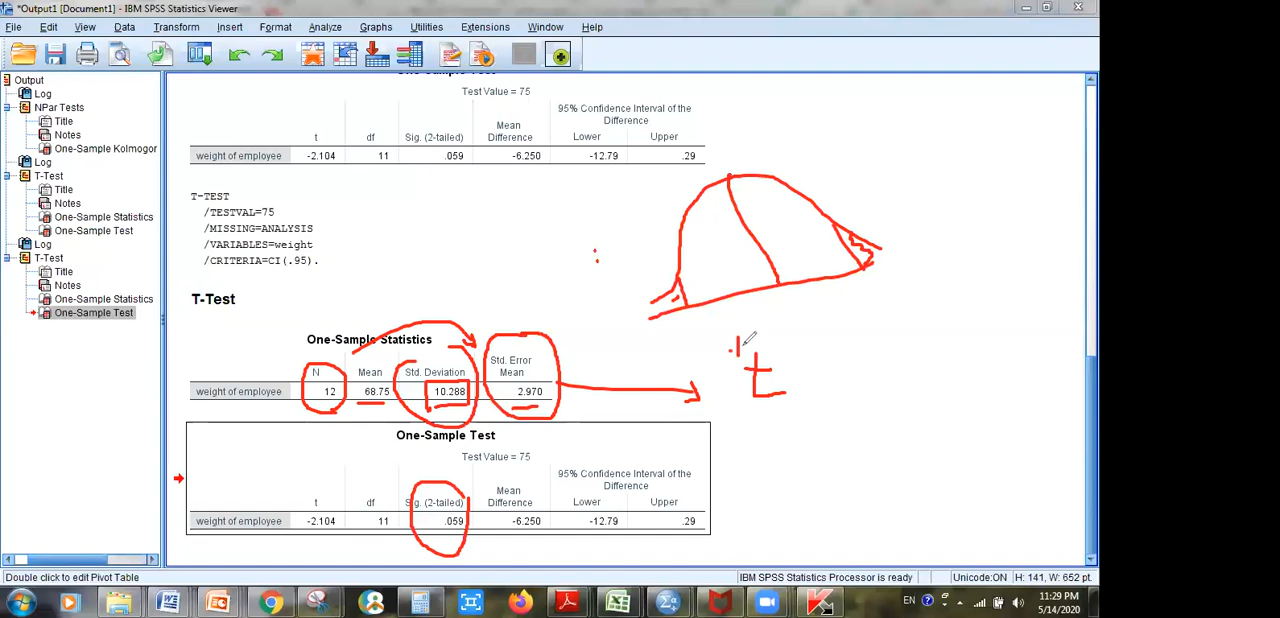 *Output1 [Document1] - IBM SPSS Statistics Viewer
File Edit View Data Transform Insert Format Analyze Graphs Utilities Extensions Window Help
Output
Log
NPar Tests
Title
Notes
One-Sample Kolmogor
Log
T-Test
Title
Notes
One-Sample Statistics
One-Sample Test
Log
T-Test
Title
Notes
One-Sample Statistics
One-Sample Test
One-Sample Test
Test Value = 75
95% Confidence Interval of the
Difference
t df Sig. (2-tailed) Mean Difference Lower Upper
weight of employee -2.104 11 .059 -6.250 -12.79 .29
T-TEST
/TESTVAL=75
/MISSING=ANALYSIS
/VARIABLES=weight
/CRITERIA=CI(.95).
T-Test
One-Sample Statistics
N Mean Std. Deviation Std. Error Mean
weight of employee 12 68.75 10.288 2.970
t
One-Sample Test
Test Value = 75
95% Confidence Interval of the
Difference
t df Sig. (2-tailed) Mean Difference Lower Upper
weight of employee -2.104 11 .059 -6.250 -12.79 .29
Double click to edit Pivot Table IBM SPSS Statistics Processor is ready Unicode:ON H: 141, W: 652 pt.
EN 11:29 PM
5/14/2020